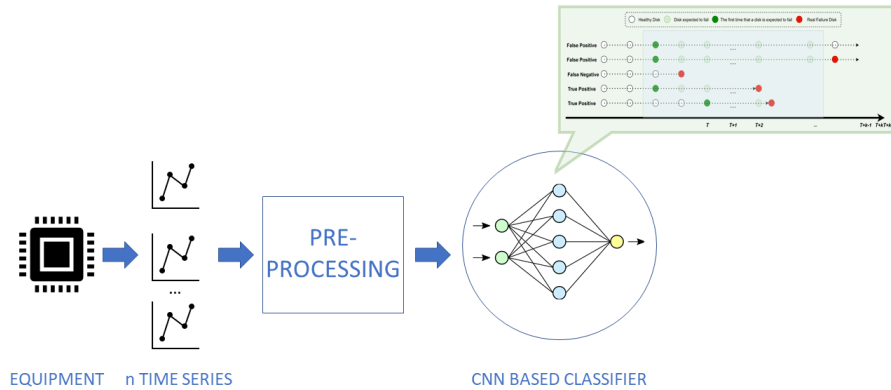 Healthy Disk
Disk expected to fail
The first time that a disk is expected to fail
Real Failure Disk
False Positive
...
False Positive
...
False Negative
True Positive
...
True Positive
...
T
T+1
T+2
...
T+k-1
T+k
PRE-
PROCESSING
...
EQUIPMENT
n TIME SERIES
CNN BASED CLASSIFIER